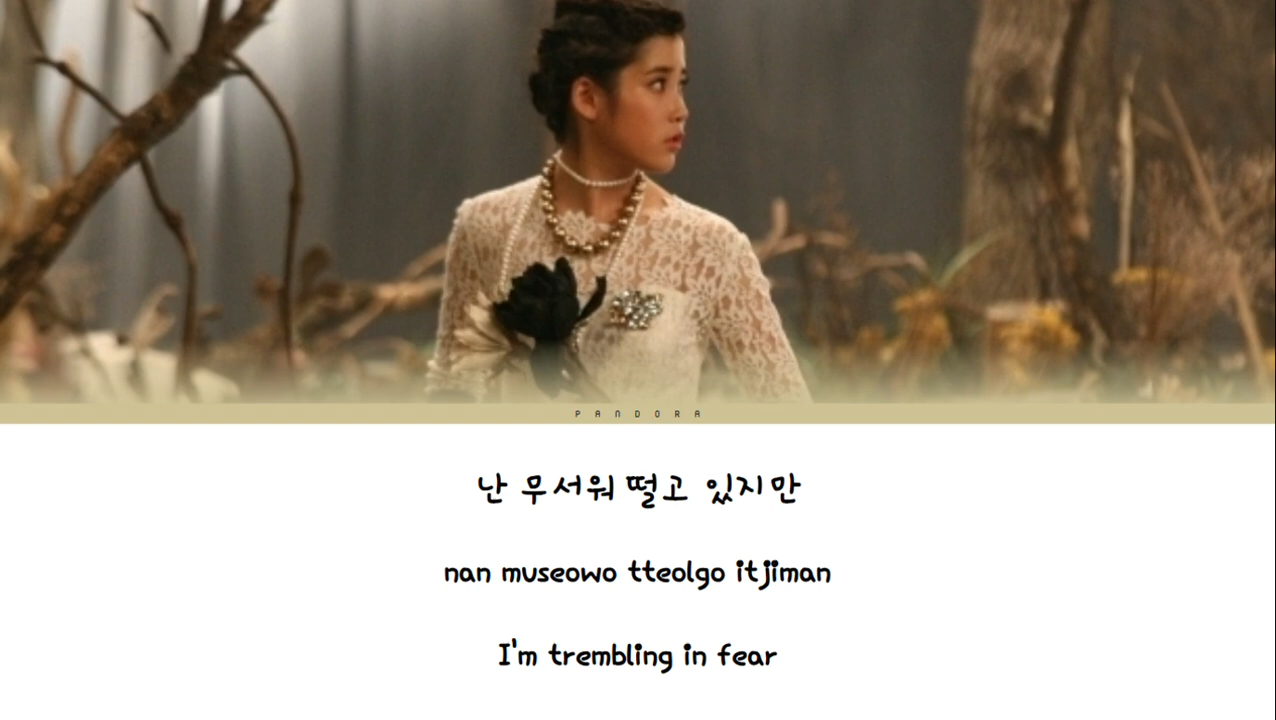 P A N D O R A
난 무서워 떨고 있지만
nan museowo tteolgo itjiman
I'm trembling in fear